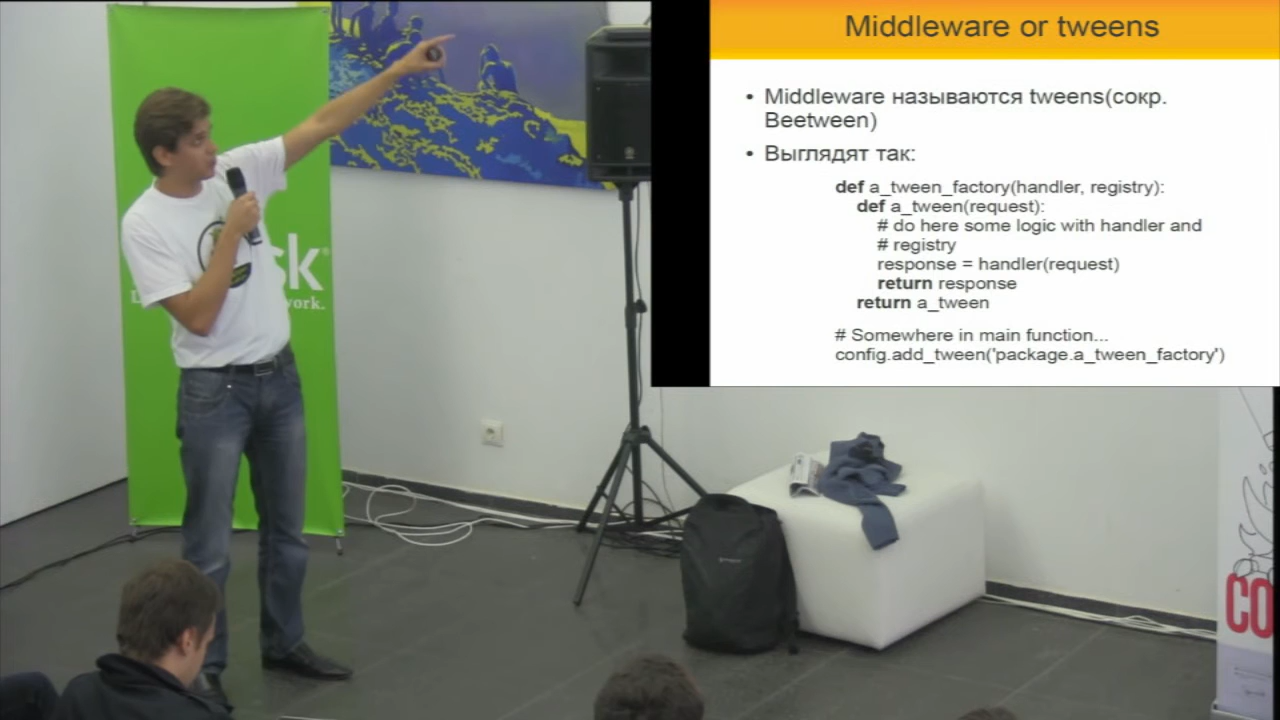 Middleware or tweens
• Middleware называются tweens(сокр.
Beetween)
• Выглядят так:
def a_tween_factory(handler, registry):
def a_tween(request):
# do here some logic with handler and
# registry
response = handler(request)
return response
return a_tween
# Somewhere in main function...
config.add_tween('package.a_tween_factory')
sk®
work.
CO